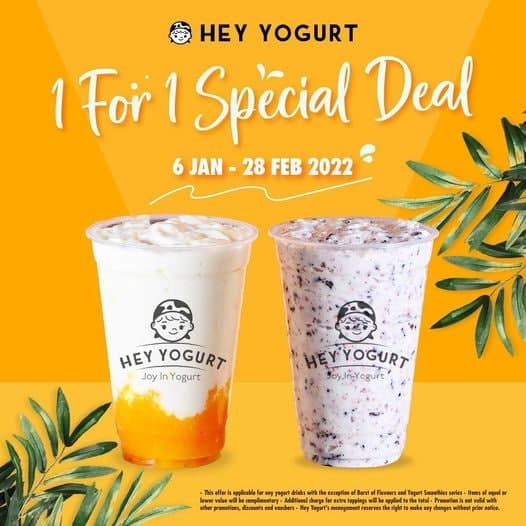 HEY YOGURT
1 For 1 Special Deal
6 JAN - 28 FEB 2022
HEY YOGURT
Joy In Yogurt
HEY YOGURT
Joy In Yogurt
- This offer is applicable for any yogurt drinks with the exception of Burst of Flavours and Yogurt Smoothies series - Items of equal or
lower value will be complimentary - Additional charge for extra toppings will be applied to the total - Promotion is not valid with
other promotions, discounts and vouchers - Hey Yogurt's management reserves the right to make any changes without prior notice.